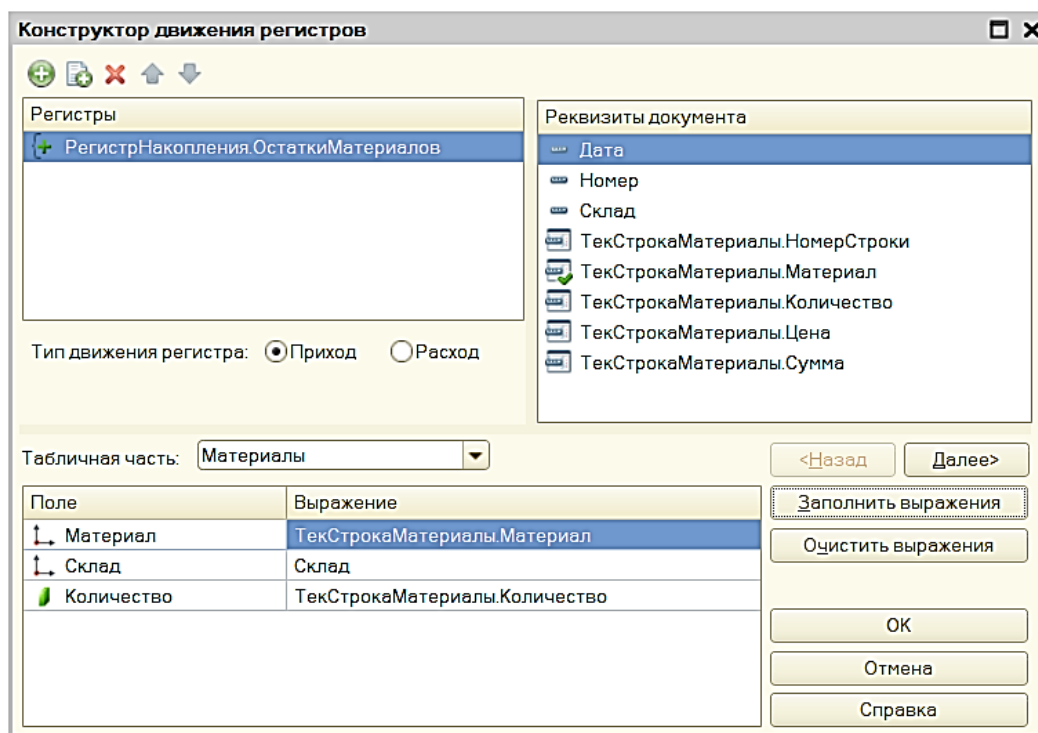 Конструктор движения регистров
Регистры
РегистрНакопления.ОстаткиМатериалов
Реквизиты документа
Дата
Номер
Склад
ТекСтрокаМатериалы.НомерСтроки
ТекСтрокаМатериалы.Материал
ТекСтрокаМатериалы.Количество
ТекСтрокаМатериалы.Цена
ТекСтрокаМатериалы.Сумма
Тип движения регистра: Приход Расход
Табличная часть: Материалы
<Назад Далее>
Поле Выражение
Материал ТекСтрокаМатериалы.Материал
Склад Склад
Количество ТекСтрокаМатериалы.Количество
Заполнить выражения
Очистить выражения
ОК
Отмена
Справка